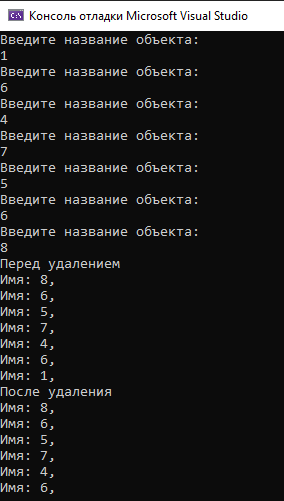 Консоль отладки Microsoft Visual Studio
Введите название объекта:
1
Введите название объекта:
6
Введите название объекта:
4
Введите название объекта:
7
Введите название объекта:
5
Введите название объекта:
6
Введите название объекта:
8
Перед удалением
Имя: 8,
Имя: 6,
Имя: 5,
Имя: 7,
Имя: 4,
Имя: 6,
Имя: 1,
После удаления
Имя: 8,
Имя: 6,
Имя: 5,
Имя: 7,
Имя: 4,
Имя: 6,